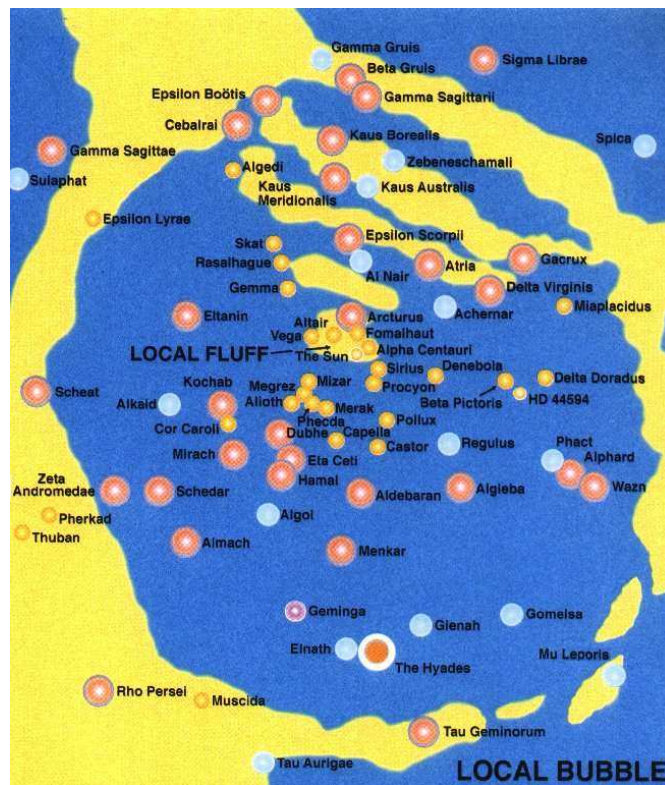 Gamma Gruis
Beta Gruis
Sigma Librae
Epsilon Boötis
Gamma Sagittarii
Cebalrai
Kaus Borealis
Spica
Gamma Sagittae
Zebeneschamali
Algedi
Sulaphat
Kaus
Meridionalis
Kaus Australis
Epsilon Lyrae
Skat
Epsilon Scorpii
Rasalhague
Al Nair
Atria
Gacrux
Gemma
Delta Virginis
Eltanin
Altair
Arcturus
Achernar
Miaplacidus
Vega
Fomalhaut
LOCAL FLUFF
The Sun
Alpha Centauri
Sirius
Denebola
Scheat
Kochab
Megrez
Mizar
Procyon
Delta Doradus
Alkaid
Alioth
Merak
Beta Pictoris
HD 44594
Phecda
Cor Caroli
Pollux
Dubhe
Capella
Castor
Regulus
Phact
Mirach
Eta Ceti
Alphard
Zeta
Andromedae
Schedar
Hamal
Aldebaran
Algieba
Wazn
Pherkad
Algol
Thuban
Almach
Menkar
Geminga
Gienah
Gomeisa
Elnath
The Hyades
Mu Leporis
Rho Persei
Muscida
Tau Geminorum
Tau Aurigae
LOCAL BUBBLE